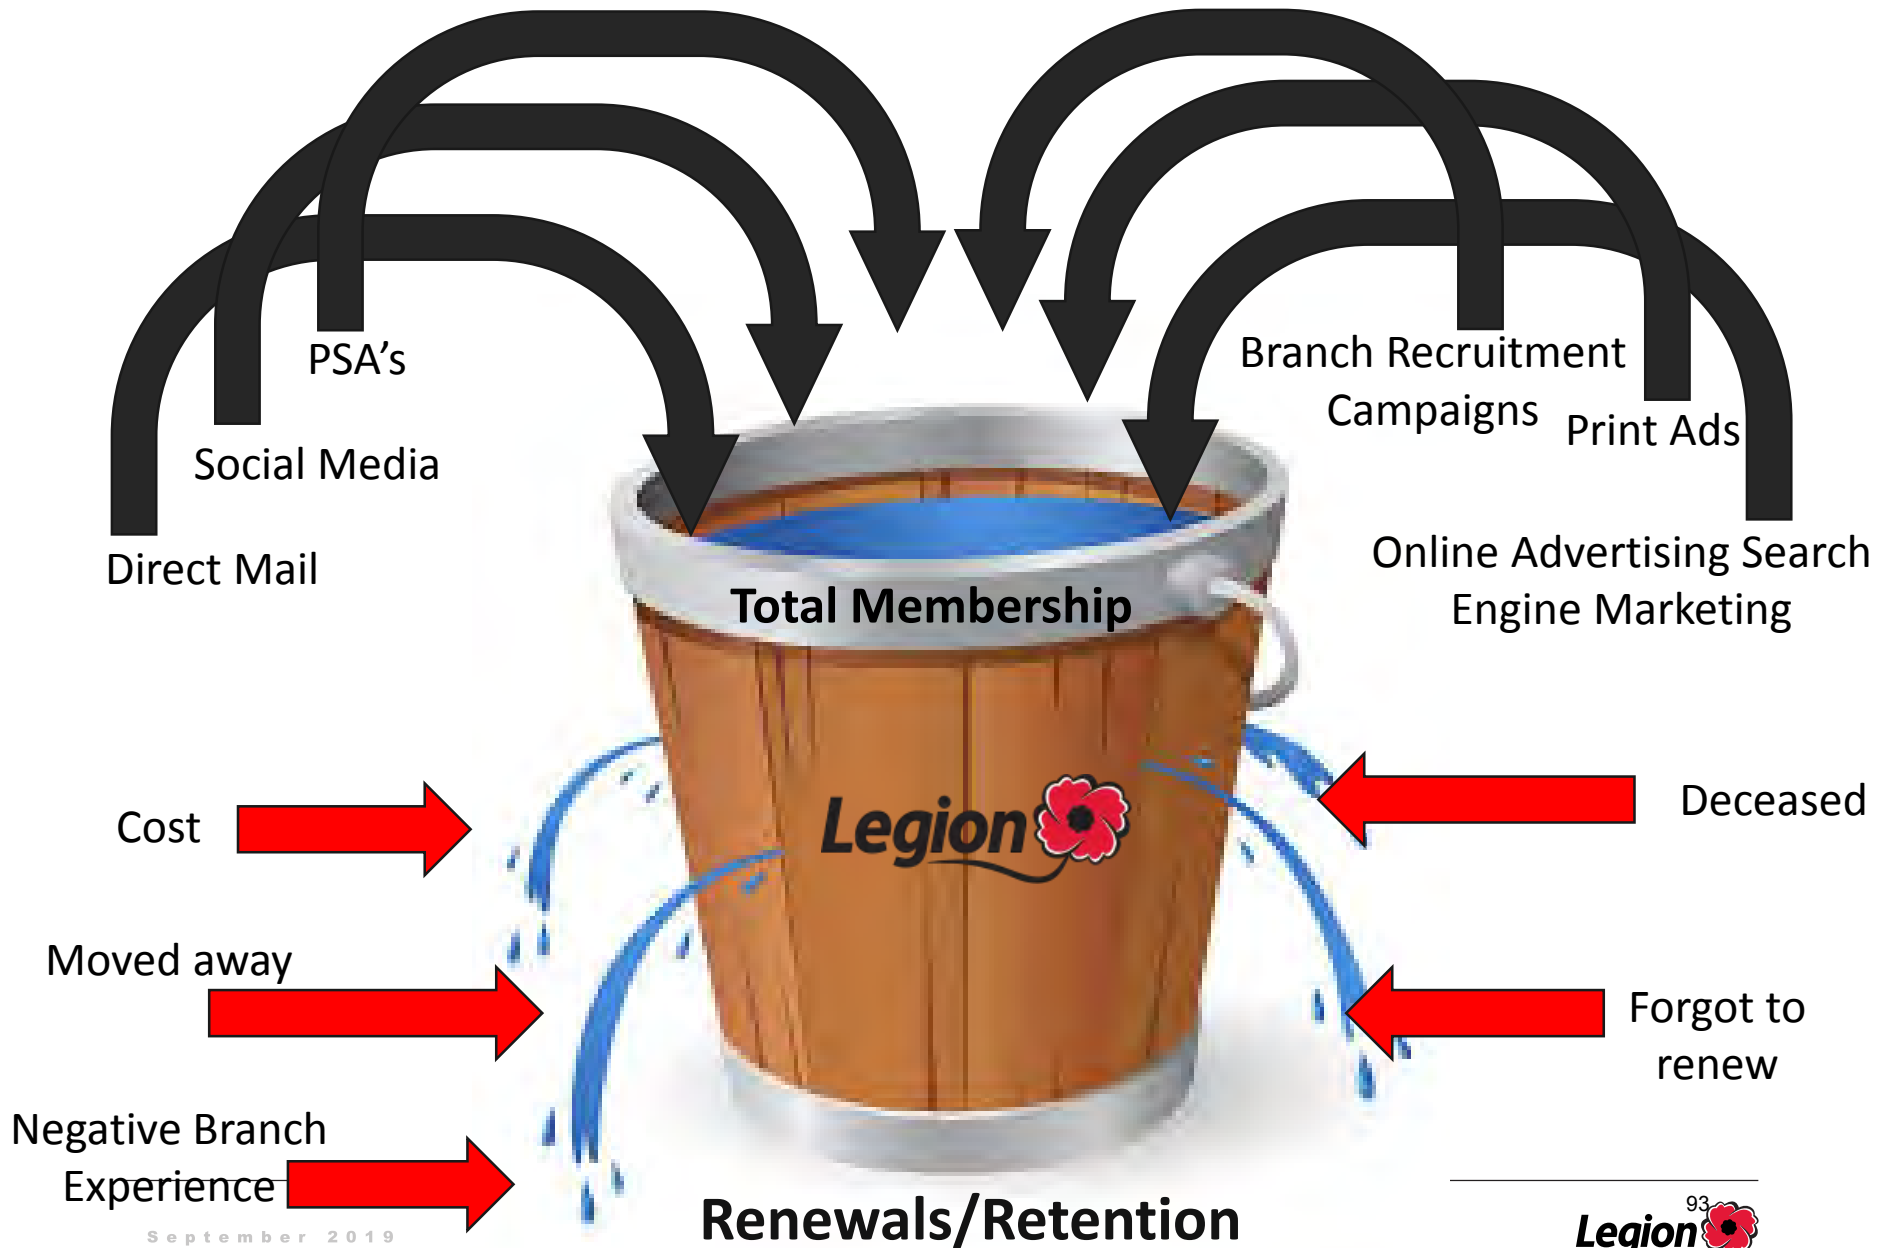 PSA's
Social Media
Direct Mail
Branch Recruitment
Campaigns
Print Ads
Online Advertising Search
Engine Marketing
Total Membership
Legion
Cost
Moved away
Negative Branch
Experience
Deceased
Forgot to
renew
Renewals/Retention
September 2019
93
Legion